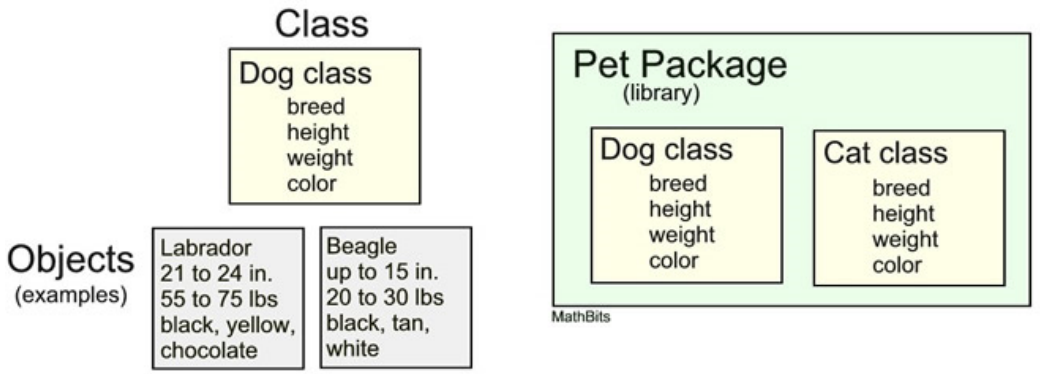 Class
Dog class
breed
height
weight
color
Objects
(examples)
Labrador
21 to 24 in.
55 to 75 lbs
black, yellow,
chocolate
Beagle
up to 15 in.
20 to 30 lbs
black, tan,
white
Pet Package
(library)
Dog class
breed
height
weight
color
Cat class
breed
height
weight
color
MathBits